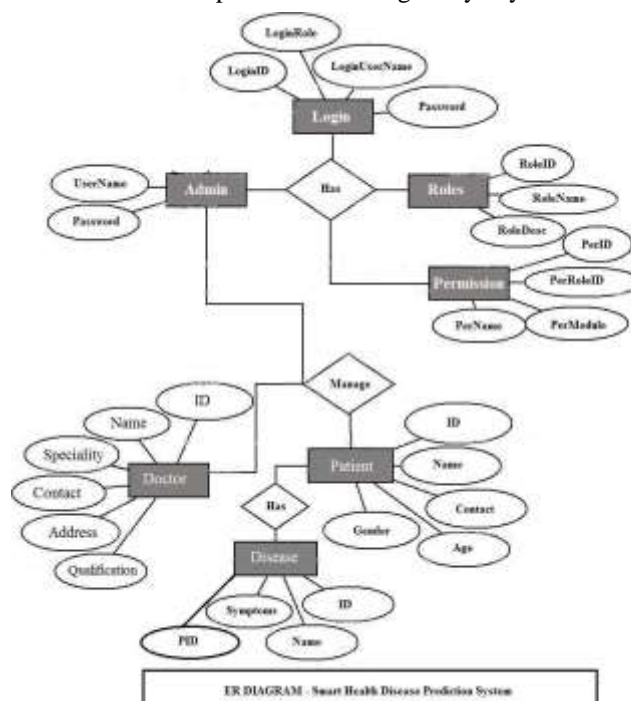 LoginRole
LoginID
LoginUserName
Login
Password
UserName
Admin
Password
Has
Roles
RoleID
RoleName
RoleDesc
PerID
Permission
PerRoleID
PerName
PerModule
Manage
ID
Name
Speciality
Contact
Doctor
Address
Qualification
ID
Patient
Name
Contact
Gender
Age
Has
Disease
Symptoms
ID
PID
Name
ER DIAGRAM - Smart Health Disease Prediction System